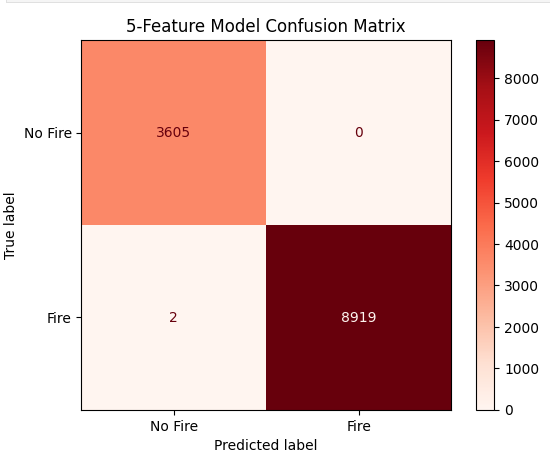 5-Feature Model Confusion Matrix
True label
No Fire
Fire
3605
0
2
8919
No Fire
Fire
Predicted label
8000
7000
6000
5000
4000
3000
2000
1000
0